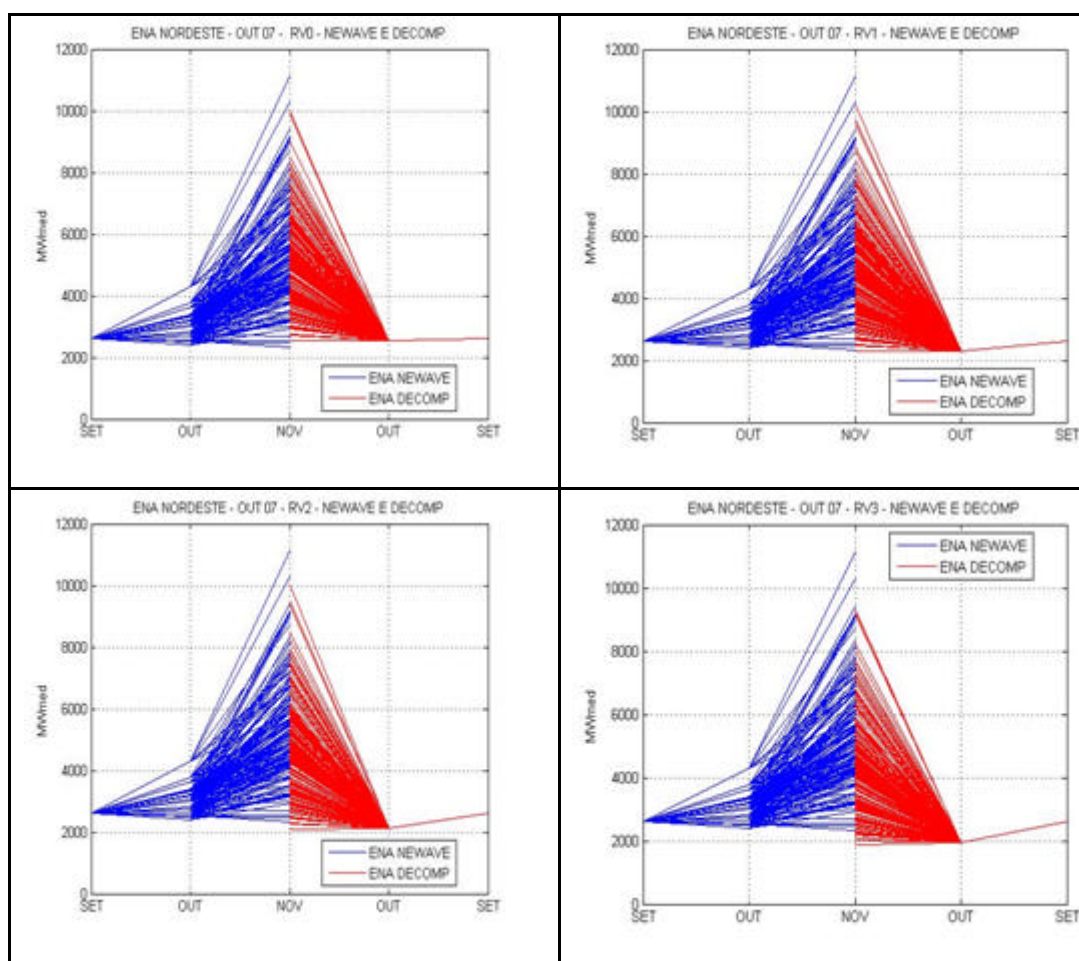 ENA NORDESTE - OUT 07 - RV0 - NEWAVE E DECOMP
12000
10000
8000
6000
4000
2000
0
MWmed
SET OUT NOV OUT SET
ENA NEWAVE
ENA DECOMP
ENA NORDESTE - OUT 07 - RV1 - NEWAVE E DECOMP
12000
10000
8000
6000
4000
2000
0
MWmed
SET OUT NOV OUT SET
ENA NEWAVE
ENA DECOMP
ENA NORDESTE - OUT 07 - RV2 - NEWAVE E DECOMP
12000
10000
8000
6000
4000
2000
0
MWmed
SET OUT NOV OUT SET
ENA NEWAVE
ENA DECOMP
ENA NORDESTE - OUT 07 - RV3 - NEWAVE E DECOMP
12000
10000
8000
6000
4000
2000
0
MWmed
SET OUT NOV OUT SET
ENA NEWAVE
ENA DECOMP